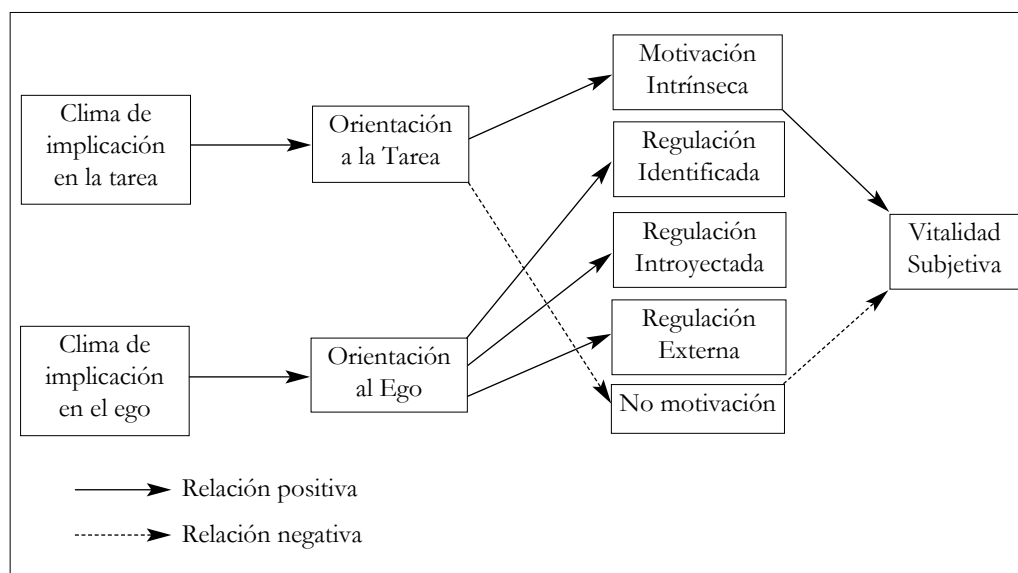 Clima de
implicación
en la tarea
Orientación
a la Tarea
Motivación
Intrínseca
Regulación
Identificada
Regulación
Introyectada
Vitalidad
Subjetiva
Clima de
implicación
en el ego
Orientación
al Ego
Regulación
Externa
No motivación
Relación positiva
Relación negativa